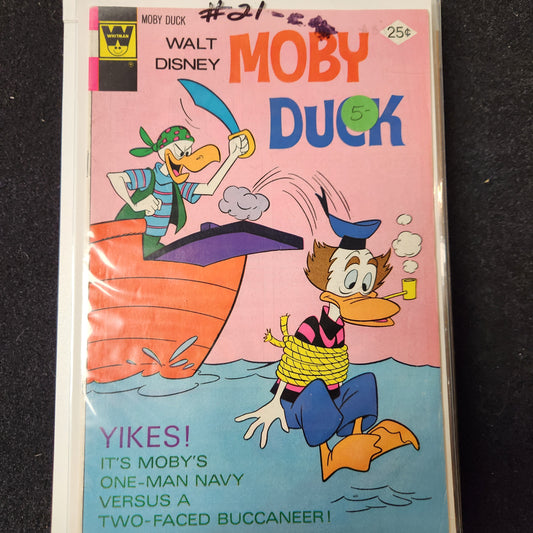 #21-
WHITMAN
MOBY DUCK
25¢
WALT
DISNEY
MOBY
DUCK
5-
YIKES!
IT'S MOBY'S
ONE-MAN NAVY
VERSUS A
TWO-FACED BUCCANEER!